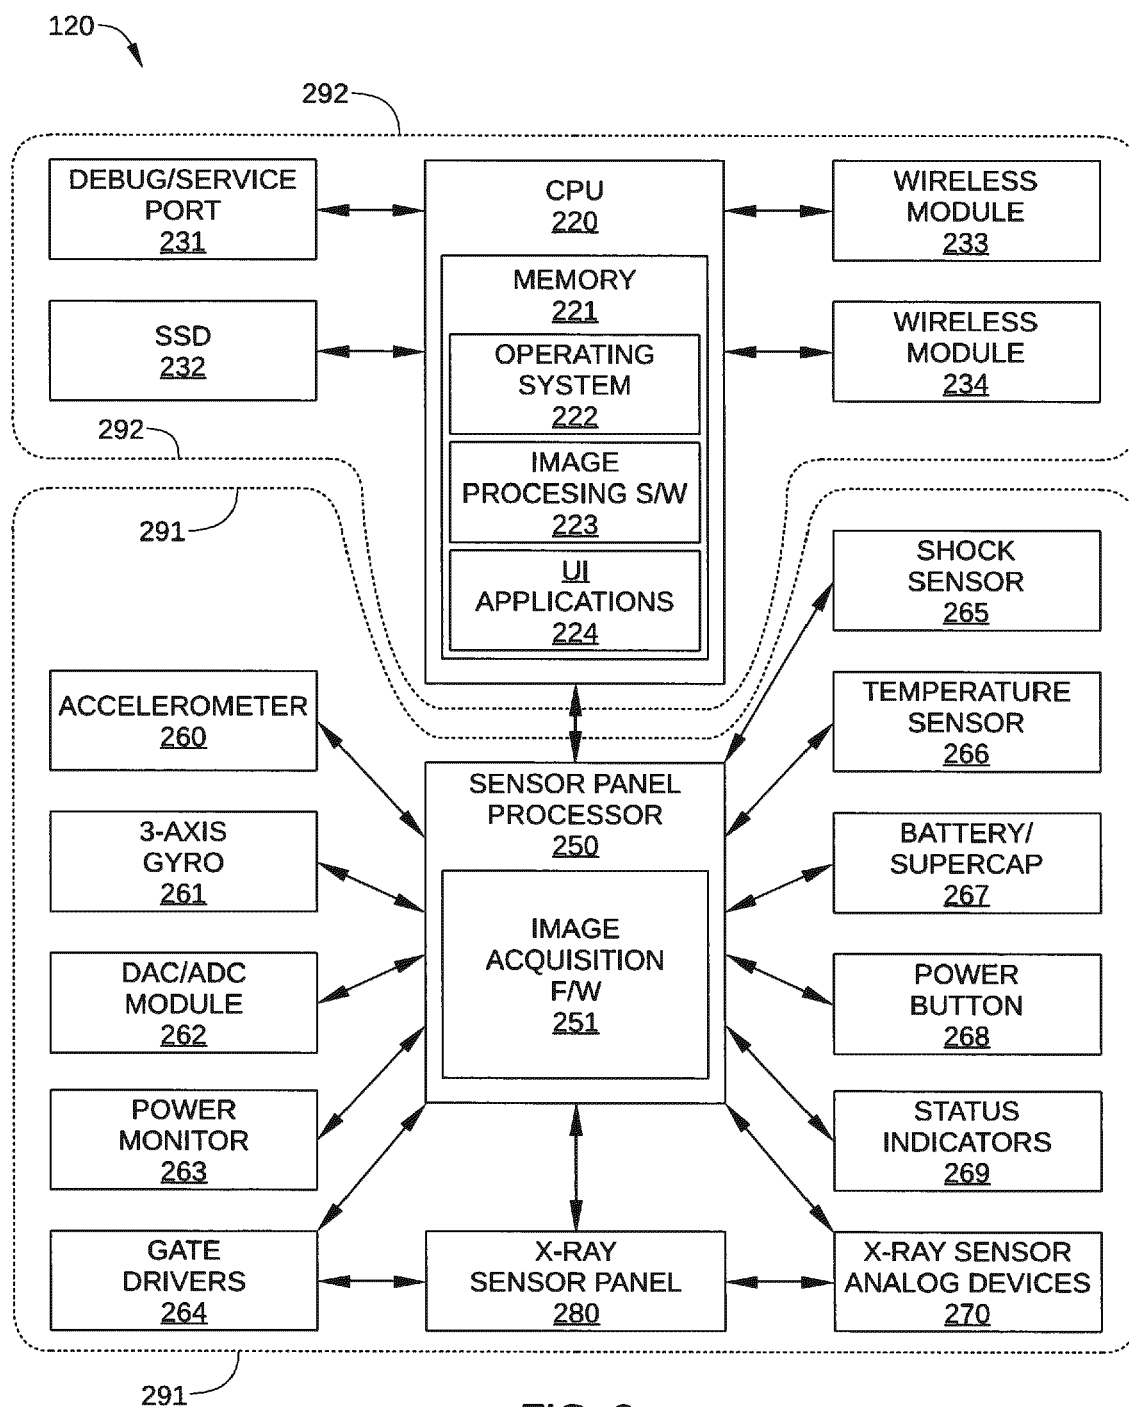 120
292
DEBUG/SERVICE
PORT
231
CPU
220
WIRELESS
MODULE
233
MEMORY
221
SSD
232
OPERATING
SYSTEM
222
WIRELESS
MODULE
234
292
IMAGE
PROCESING S/W
223
291
UI
APPLICATIONS
224
SHOCK
SENSOR
265
ACCELEROMETER
260
TEMPERATURE
SENSOR
266
SENSOR PANEL
PROCESSOR
250
3-AXIS
GYRO
261
BATTERY/
SUPERCAP
267
IMAGE
ACQUISITION
F/W
251
DAC/ADC
MODULE
262
POWER
BUTTON
268
POWER
MONITOR
263
STATUS
INDICATORS
269
GATE
DRIVERS
264
X-RAY
SENSOR PANEL
280
X-RAY SENSOR
ANALOG DEVICES
270
291